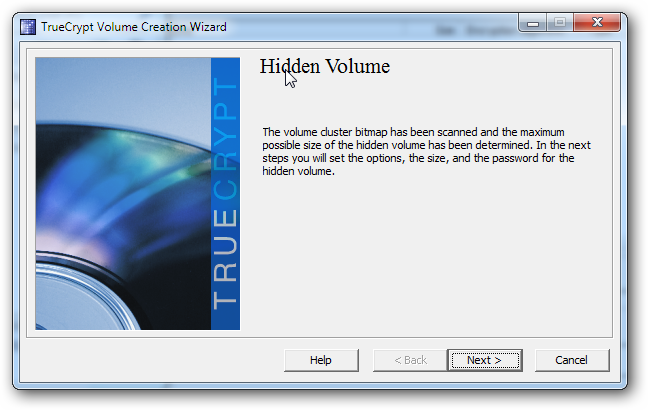 TrueCrypt Volume Creation Wizard
Hidden Volume
The volume cluster bitmap has been scanned and the maximum
possible size of the hidden volume has been determined. In the next
steps you will set the options, the size, and the password for the
hidden volume.
TRUECRYPT
Help
< Back
Next >
Cancel